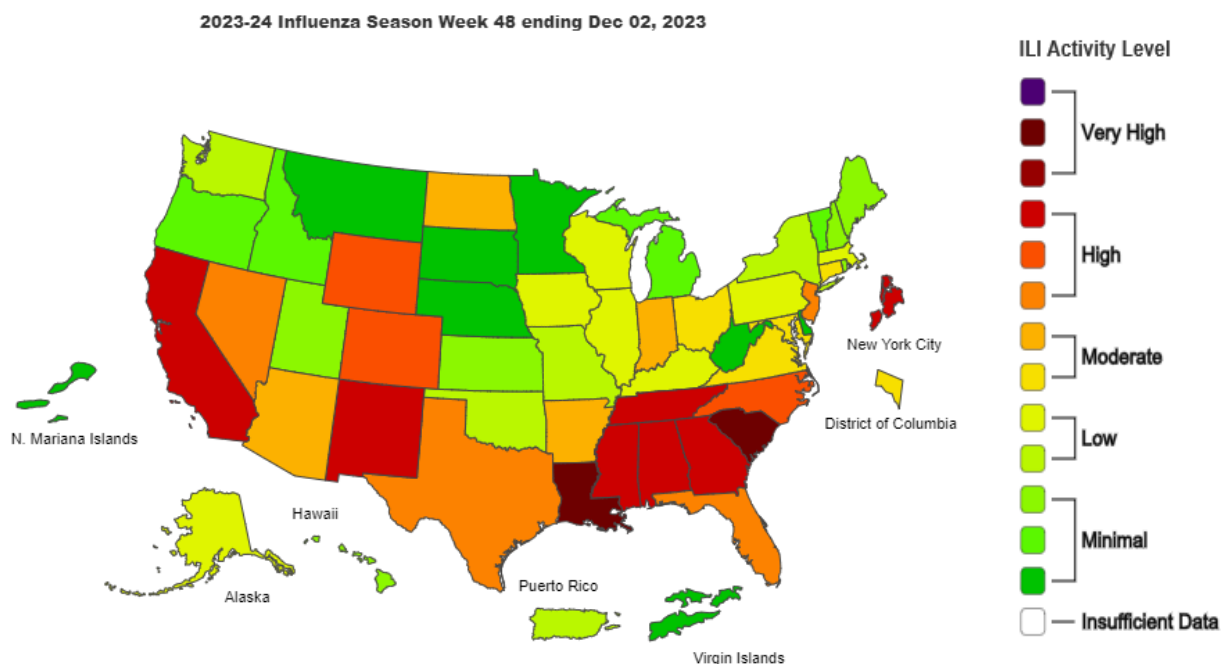 2023-24 Influenza Season Week 48 ending Dec 02, 2023
ILI Activity Level
Very High
High
Moderate
Low
Minimal
Insufficient Data
New York City
District of Columbia
N. Mariana Islands
Hawaii
Alaska
Puerto Rico
Virgin Islands